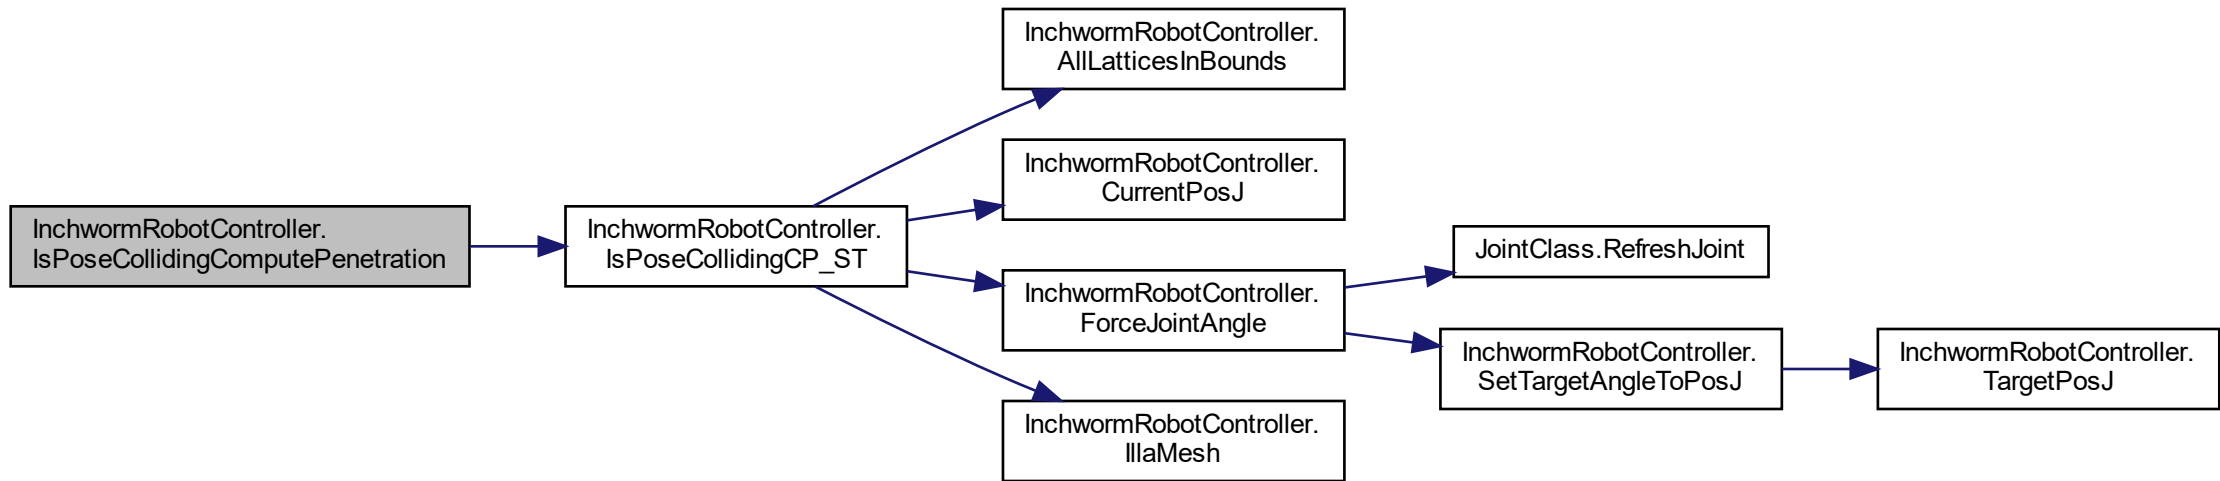 InchwormRobotController.
IsPoseCollidingComputePenetration
InchwormRobotController.
IsPoseCollidingCP_ST
InchwormRobotController.
AllLatticesInBounds
InchwormRobotController.
CurrentPosJ
InchwormRobotController.
ForceJointAngle
InchwormRobotController.
IllaMesh
JointClass.RefreshJoint
InchwormRobotController.
SetTargetAngleToPosJ
InchwormRobotController.
TargetPosJ